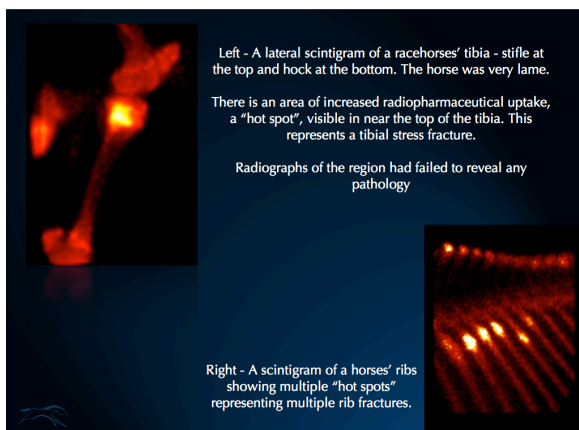 Left - A lateral scintigram of a racehorses’ tibia - stifle at
the top and hock at the bottom. The horse was very lame.
There is an area of increased radiopharmaceutical uptake,
a “hot spot”, visible in near the top of the tibia. This
represents a tibial stress fracture.
Radiographs of the region had failed to reveal any
pathology
Right - A scintigram of a horses’ ribs
showing multiple “hot spots”
representing multiple rib fractures.